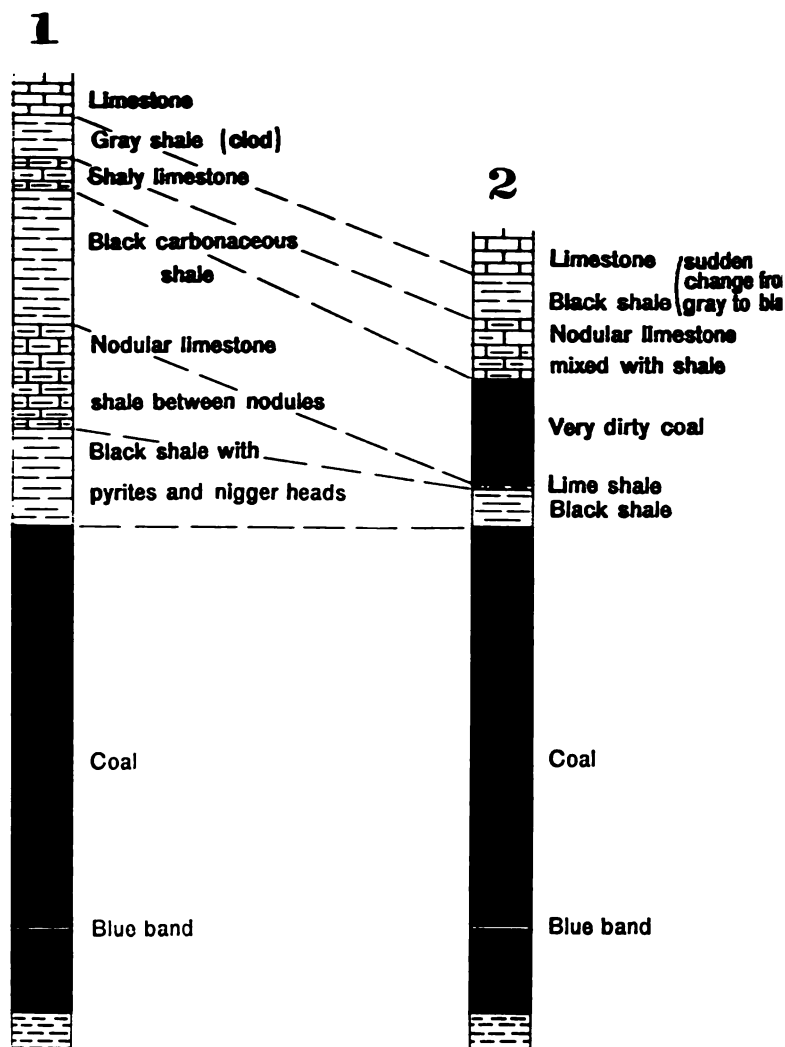 1
Limestone
Gray shale (clod)
Shaly limestone
Black carbonaceous
shale
Nodular limestone
shale between nodules
Black shale with
pyrites and nigger heads
Coal
Blue band
2
Limestone (sudden
change
Black shale gray to
Nodular limestone
mixed with shale
Very dirty coal
Lime shale
Black shale
Coal
Blue band